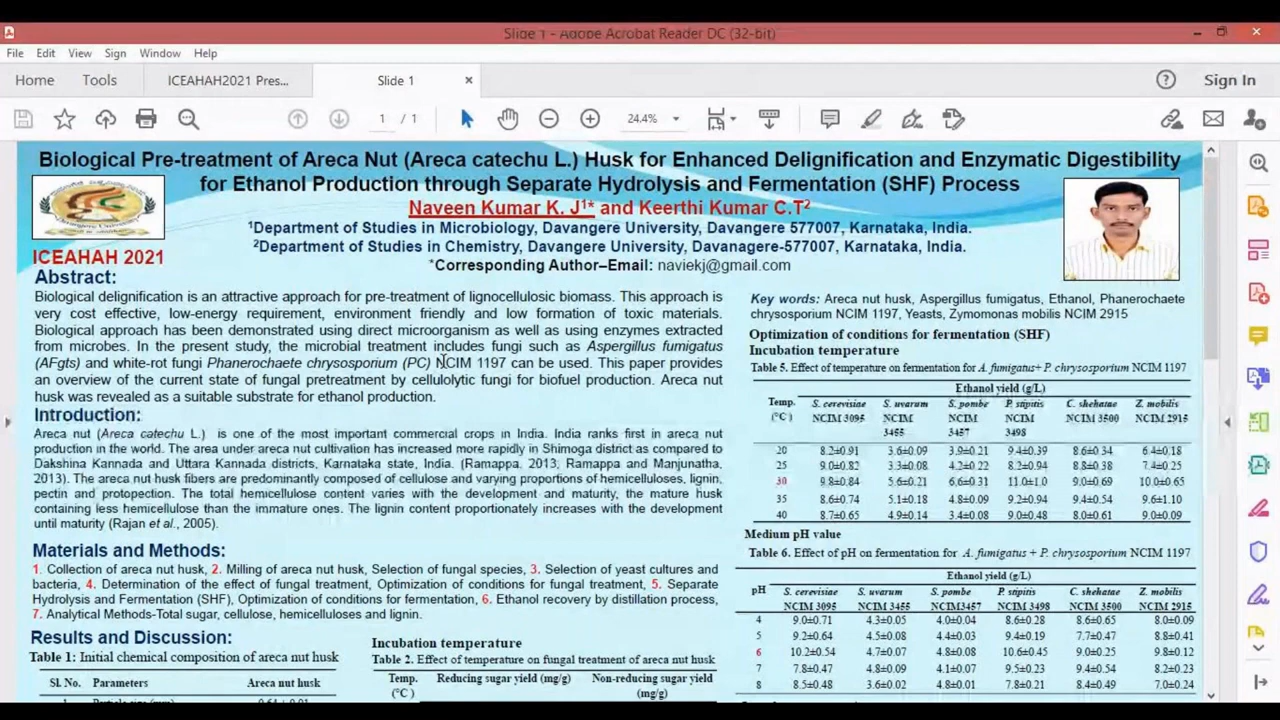 Slide 1 - Adobe Acrobat Reader DC (32-bit)
File Edit View Sign Window Help
Home Tools ICEAHAH2021 Pres... Slide 1 Sign In
1 / 1 24.4%
Biological Pre-treatment of Areca Nut (Areca catechu L.) Husk for Enhanced Delignification and Enzymatic Digestibility
for Ethanol Production through Separate Hydrolysis and Fermentation (SHF) Process
Naveen Kumar K. J1* and Keerthi Kumar C.T2
1Department of Studies in Microbiology, Davangere University, Davangere 577007, Karnataka, India.
2Department of Studies in Chemistry, Davangere University, Davanagere-577007, Karnataka, India.
*Corresponding Author–Email: naviekj@gmail.com
ICEAHAH 2021
Abstract:
Biological delignification is an attractive approach for pre-treatment of lignocellulosic biomass. This approach is
very cost effective, low-energy requirement, environment friendly and low formation of toxic materials.
Biological approach has been demonstrated using direct microorganism as well as using enzymes extracted
from microbes. In the present study, the microbial treatment includes fungi such as Aspergillus fumigatus
(AFgts) and white-rot fungi Phanerochaete chrysosporium (PC) NCIM 1197 can be used. This paper provides
an overview of the current state of fungal pretreatment by cellulolytic fungi for biofuel production. Areca nut
husk was revealed as a suitable substrate for ethanol production.
Introduction:
Areca nut (Areca catechu L.) is one of the most important commercial crops in India. India ranks first in areca nut
production in the world. The area under areca nut cultivation has increased more rapidly in Shimoga district as compared to
Dakshina Kannada and Uttara Kannada districts, Karnataka state, India. (Ramappa, 2013; Ramappa and Manjunatha,
2013). The areca nut husk fibers are predominantly composed of cellulose and varying proportions of hemicelluloses, lignin,
pectin and protopection. The total hemicellulose content varies with the development and maturity, the mature husk
containing less hemicellulose than the immature ones. The lignin content proportionately increases with the development
until maturity (Rajan et al., 2005).
Materials and Methods:
1. Collection of areca nut husk, 2. Milling of areca nut husk, Selection of fungal species, 3. Selection of yeast cultures and
bacteria, 4. Determination of the effect of fungal treatment, Optimization of conditions for fungal treatment, 5. Separate
Hydrolysis and Fermentation (SHF), Optimization of conditions for fermentation, 6. Ethanol recovery by distillation process,
7. Analytical Methods-Total sugar, cellulose, hemicelluloses and lignin.
Results and Discussion:
Table 1: Initial chemical composition of areca nut husk
Sl. No. Parameters Areca nut husk
Incubation temperature
Table 2. Effect of temperature on fungal treatment of areca nut husk
Temp. (°C) Reducing sugar yield (mg/g) Non-reducing sugar yield (mg/g)
Key words: Areca nut husk, Aspergillus fumigatus, Ethanol, Phanerochaete
chrysosporium NCIM 1197, Yeasts, Zymomonas mobilis NCIM 2915
Optimization of conditions for fermentation (SHF)
Incubation temperature
Table 5. Effect of temperature on fermentation for A. fumigatus+ P. chrysosporium NCIM 1197
Ethanol yield (g/L)
Temp. (°C) S. cerevisiae NCIM 3095 S. uvarum NCIM 3455 S. pombe NCIM 3457 P. stipitis NCIM 3498 C. shehatae NCIM 3500 Z. mobilis NCIM 2915
20 8.2±0.91 3.6±0.09 3.9±0.21 9.4±0.39 8.6±0.34 6.4±0.18
25 9.0±0.82 3.3±0.08 4.2±0.22 8.2±0.94 8.8±0.38 7.4±0.25
30 9.8±0.84 5.6±0.21 6.6±0.31 11.0±1.0 9.0±0.69 10.0±0.65
35 8.6±0.74 5.1±0.18 4.8±0.09 9.2±0.94 9.4±0.54 9.6±1.10
40 8.7±0.65 4.9±0.14 3.4±0.08 9.0±0.48 8.0±0.61 9.0±0.09
Medium pH value
Table 6. Effect of pH on fermentation for A. fumigatus + P. chrysosporium NCIM 1197
Ethanol yield (g/L)
pH S. cerevisiae NCIM 3095 S. uvarum NCIM 3455 S. pombe NCIM3457 P. stipitis NCIM 3498 C. shehatae NCIM 3500 Z. mobilis NCIM 2915
4 9.0±0.71 4.3±0.05 4.0±0.04 8.6±0.28 8.6±0.65 8.0±0.09
5 9.2±0.64 4.5±0.08 4.4±0.03 9.4±0.19 7.7±0.47 8.8±0.41
6 10.2±0.54 4.7±0.07 4.8±0.08 10.6±0.45 9.0±0.25 9.8±0.12
7 7.8±0.47 4.8±0.09 4.1±0.07 9.5±0.23 9.4±0.54 8.2±0.23
8 8.5±0.48 3.6±0.02 4.8±0.01 7.8±0.21 8.4±0.49 7.0±0.24